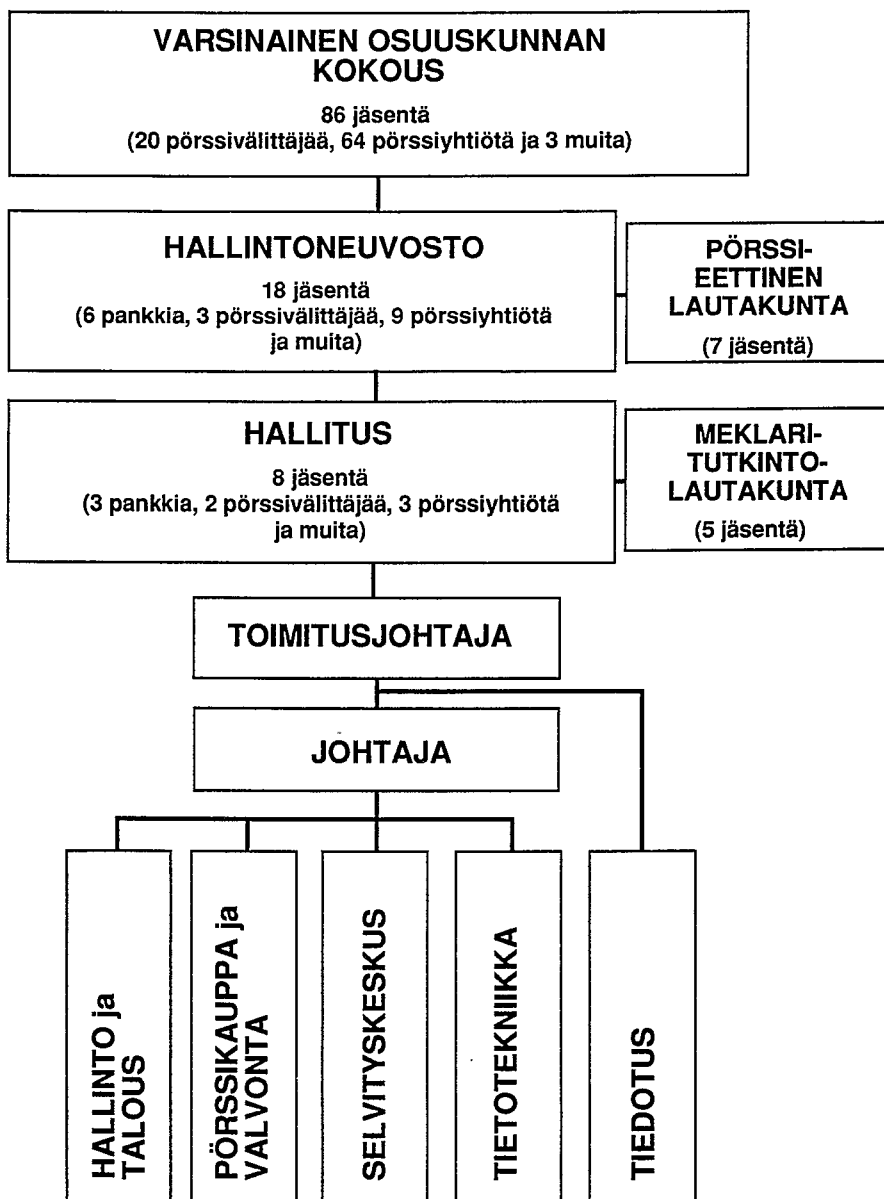 VARSINAINEN OSUUSKUNNAN
KOKOUS
86 jäsentä
(20 pörssivälittäjää, 64 pörssiyhtiötä ja 3 muita)
HALLINTONEUVOSTO
18 jäsentä
(6 pankkia, 3 pörssivälittäjää, 9 pörssiyhtiötä
ja muita)
PÖRSSI-
EETTINEN
LAUTAKUNTA
(7 jäsentä)
HALLITUS
8 jäsentä
(3 pankkia, 2 pörssivälittäjää, 3 pörssiyhtiötä
ja muita)
MEKLARI-
TUTKINTO-
LAUTAKUNTA
(5 jäsentä)
TOIMITUSJOHTAJA
JOHTAJA
HALLINTO ja
TALOUS
PÖRSSIKAUPPA ja
VALVONTA
SELVITYSKESKUS
TIETOTEKNIIKKA
TIEDOTUS